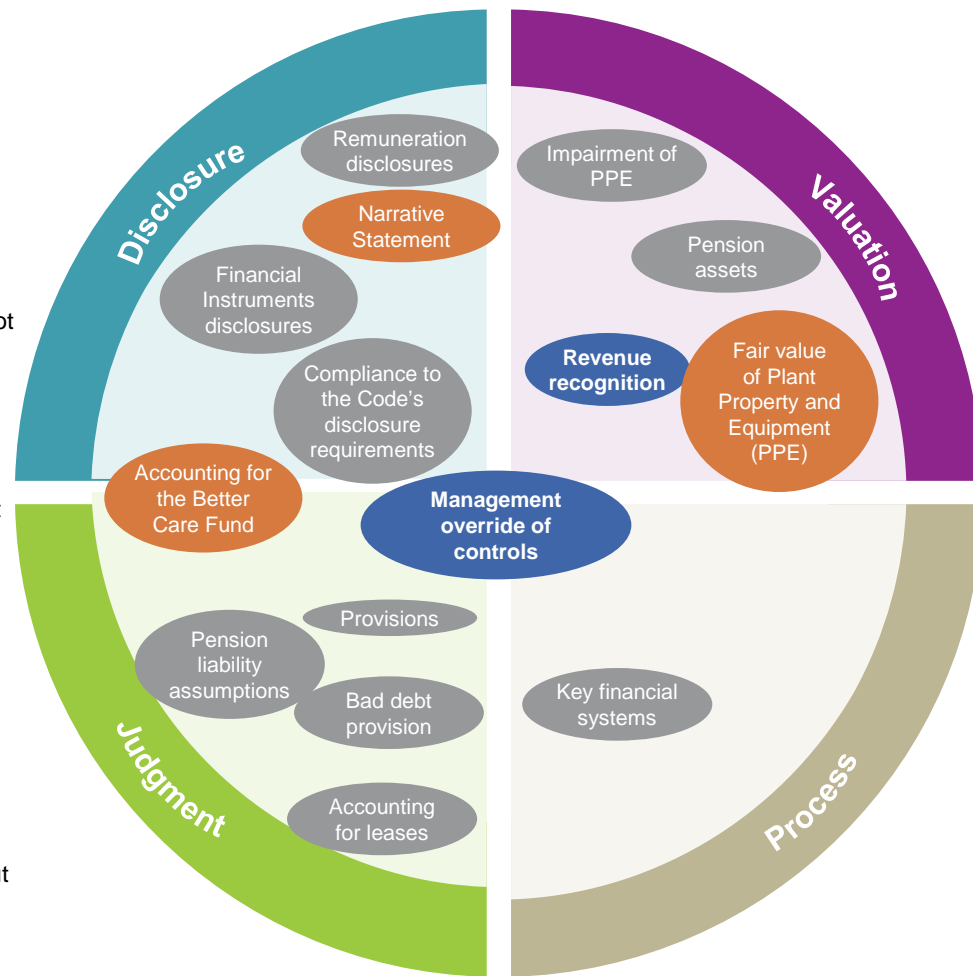 Disclosure
Remuneration
disclosures
Narrative
Statement
Financial
Instruments
disclosures
Compliance to
the Code's
disclosure
requirements
Valuation
Impairment of
PPE
Pension
assets
Revenue
recognition
Fair value
of Plant
Property and
Equipment
(PPE)
Accounting for
the Better
Care Fund
Management
override of
controls
Judgment
Provisions
Pension
liability
assumptions
Bad debt
provision
Accounting
for leases
Process
Key financial
systems